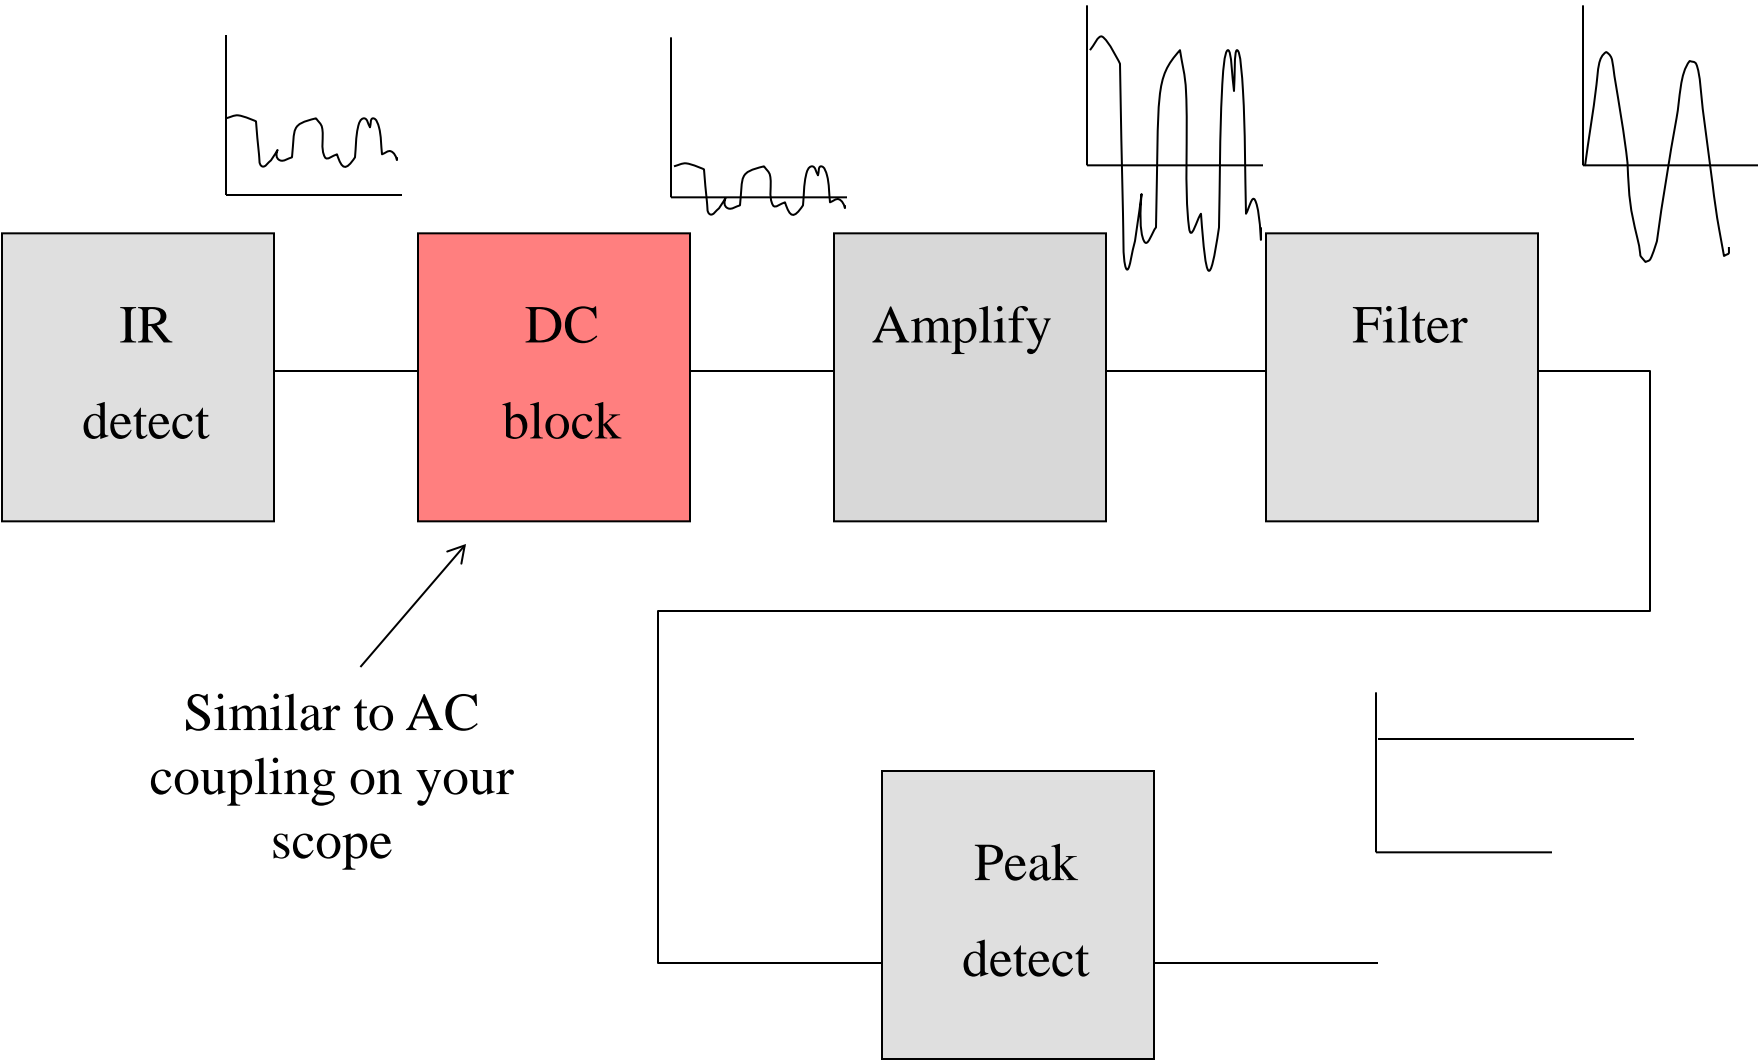 IR
detect
DC
block
Amplify
Filter
Similar to AC
coupling on your
scope
Peak
detect